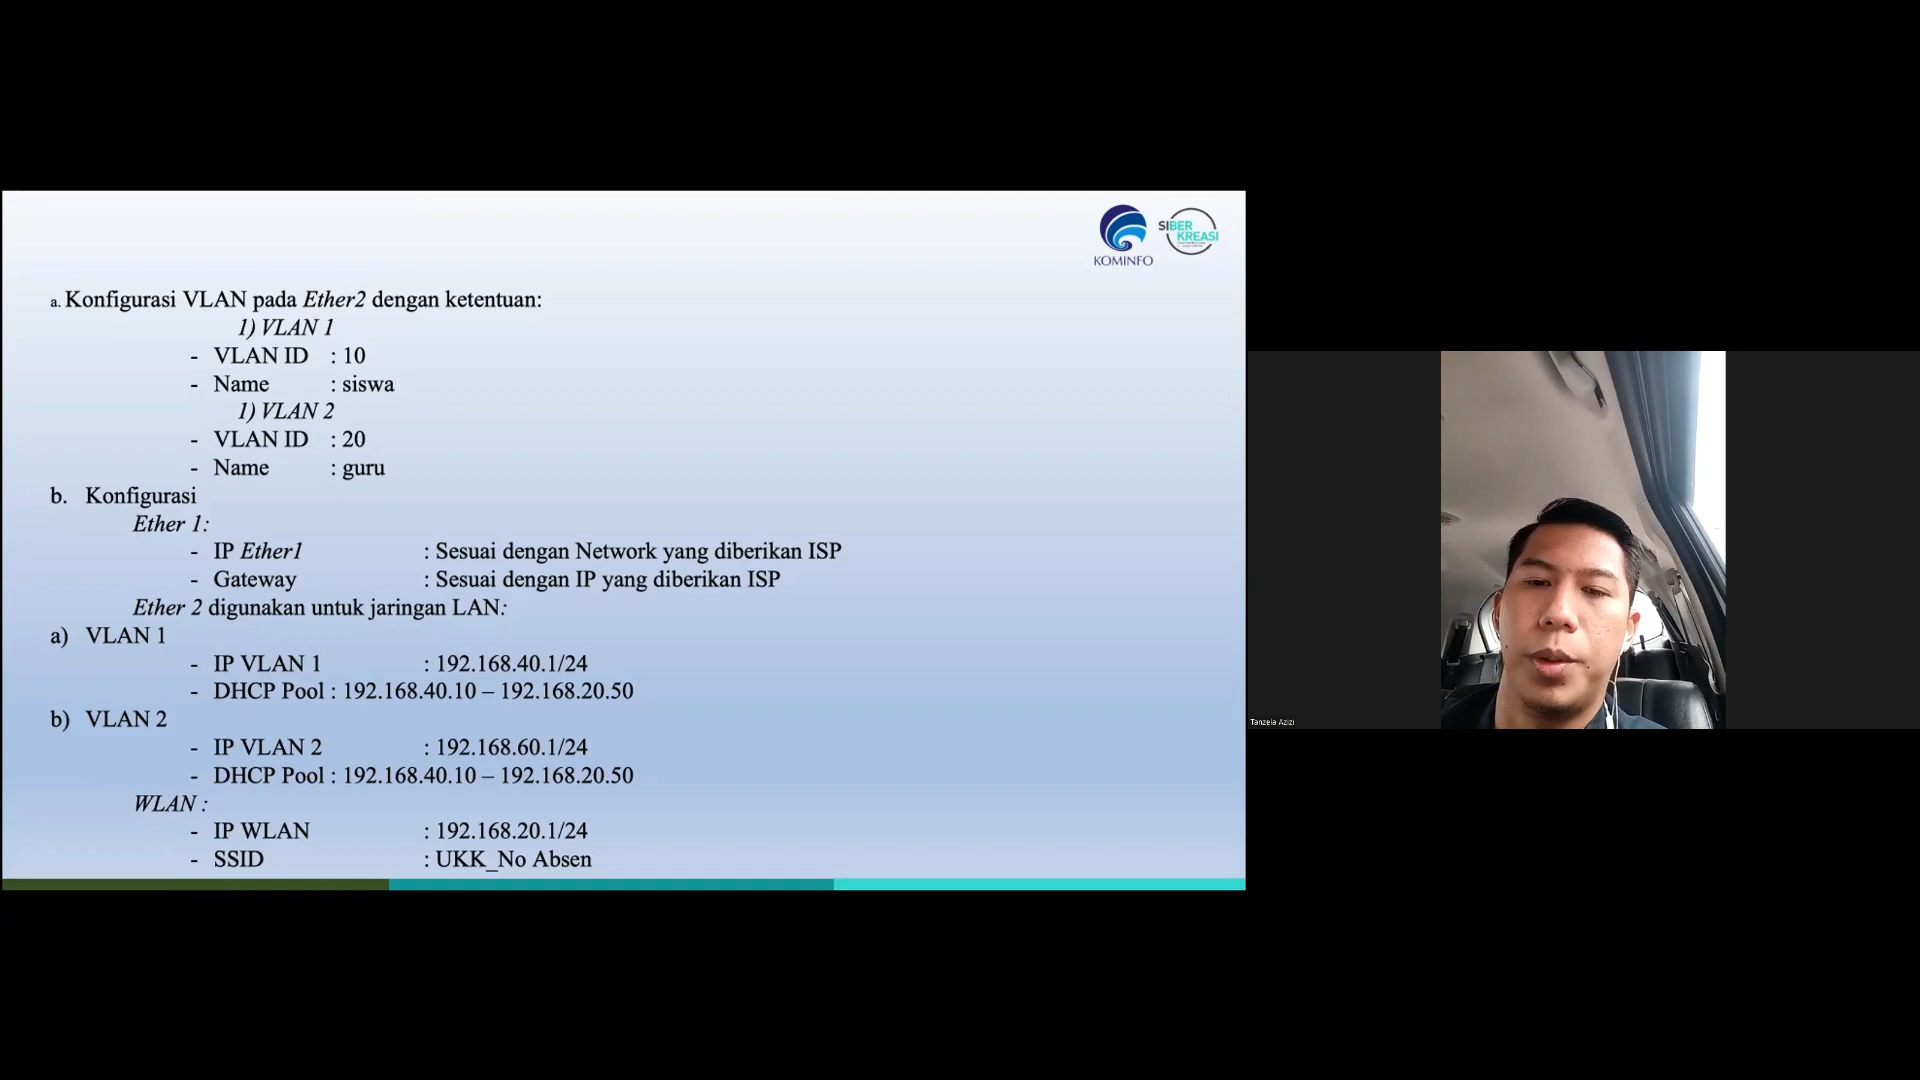 KOMINFO
SIBER
KREASI
a. Konfigurasi VLAN pada Ether2 dengan ketentuan:
1) VLAN 1
- VLAN ID : 10
- Name : siswa
1) VLAN 2
- VLAN ID : 20
- Name : guru
b. Konfigurasi
Ether 1:
- IP Ether1 : Sesuai dengan Network yang diberikan ISP
- Gateway : Sesuai dengan IP yang diberikan ISP
Ether 2 digunakan untuk jaringan LAN:
a) VLAN 1
- IP VLAN 1 : 192.168.40.1/24
- DHCP Pool : 192.168.40.10 – 192.168.20.50
b) VLAN 2
- IP VLAN 2 : 192.168.60.1/24
- DHCP Pool : 192.168.40.10 – 192.168.20.50
WLAN :
- IP WLAN : 192.168.20.1/24
- SSID : UKK_No Absen
Tanzela Azizi